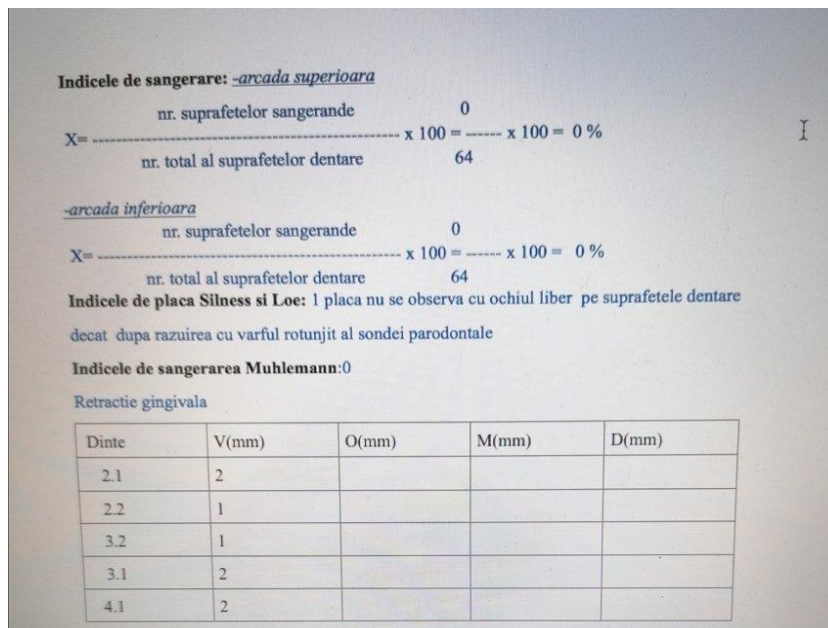 Indicele de sangerare: -arcada superioara
nr. suprafetelor sangerande 0
X= ------------------------------------------------ x 100 = ------ x 100 = 0 %
nr. total al suprafetelor dentare 64
-arcada inferioara
nr. suprafetelor sangerande 0
X= ------------------------------------------------ x 100 = ------ x 100 = 0 %
nr. total al suprafetelor dentare 64
Indicele de placa Silness si Loe: 1 placa nu se observa cu ochiul liber pe suprafetele dentare
decat dupa razuirea cu varful rotunjit al sondei parodontale
Indicele de sangerarea Muhlemann:0
Retractie gingivala
Dinte V(mm) O(mm) M(mm) D(mm)
2.1 2
2.2 1
3.2 1
3.1 2
4.1 2